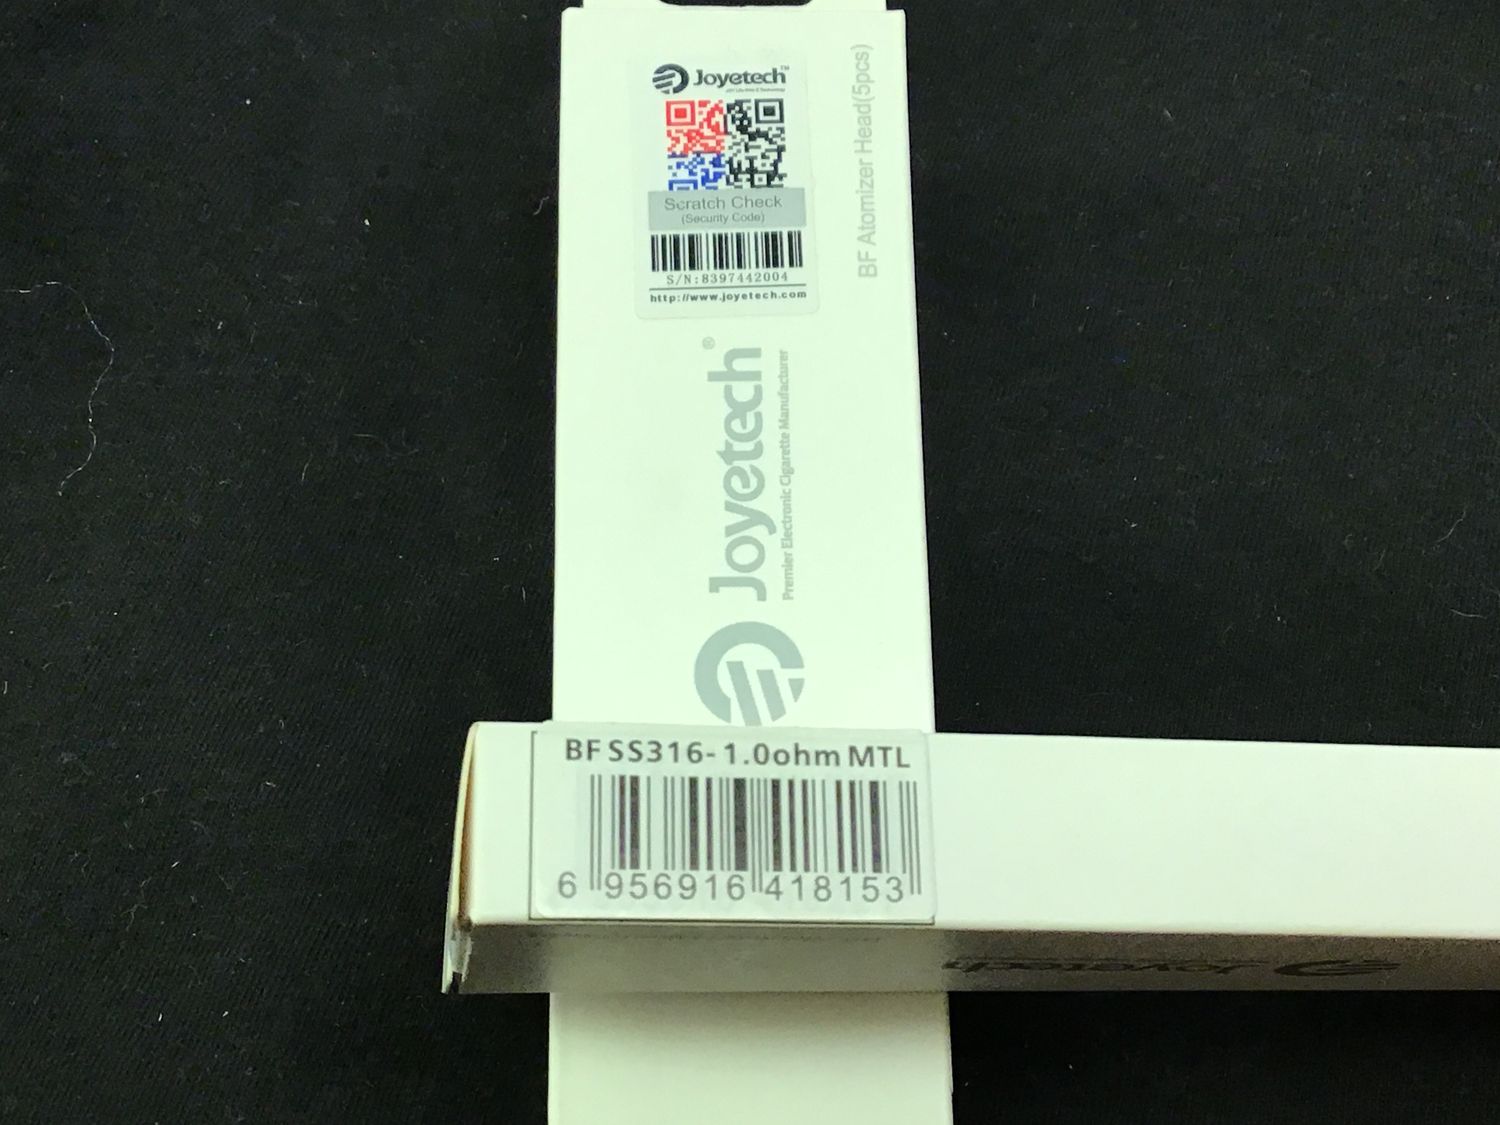 Joyetech™
Scratch Check
(Security Code)
S/N:8397442004
http://www.joyetech.com
BF Atomizer Head(5pcs)
Joyetech®
Premier Electronic Cigarette Manufacturer
BF SS316- 1.0ohm MTL
6 956916 418153
Joyetech